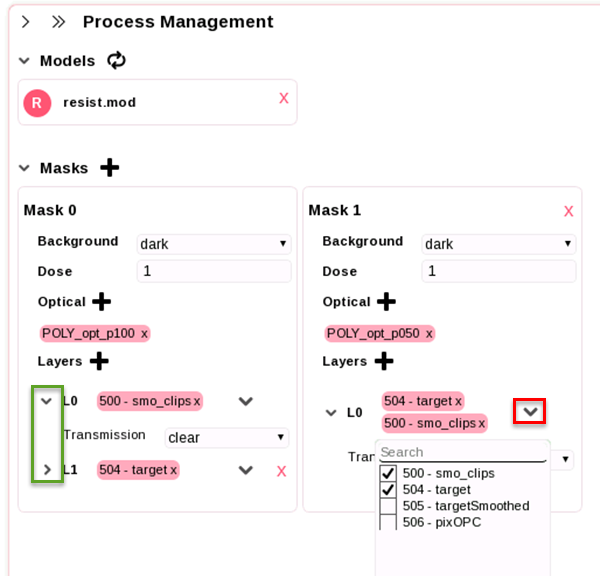 Process Management
Models
R resist.mod X
Masks
Mask 0
Background dark
Dose 1
Optical
POLY_opt_p100 x
Layers
L0 500 - smo_clips x
Transmission clear
L1 504 - target x X
Mask 1 X
Background dark
Dose 1
Optical
POLY_opt_p050 x
Layers
L0 504 - target x
500 - smo_clips x
Tran
Search
500 - smo_clips
504 - target
505 - targetSmoothed
506 - pixOPC